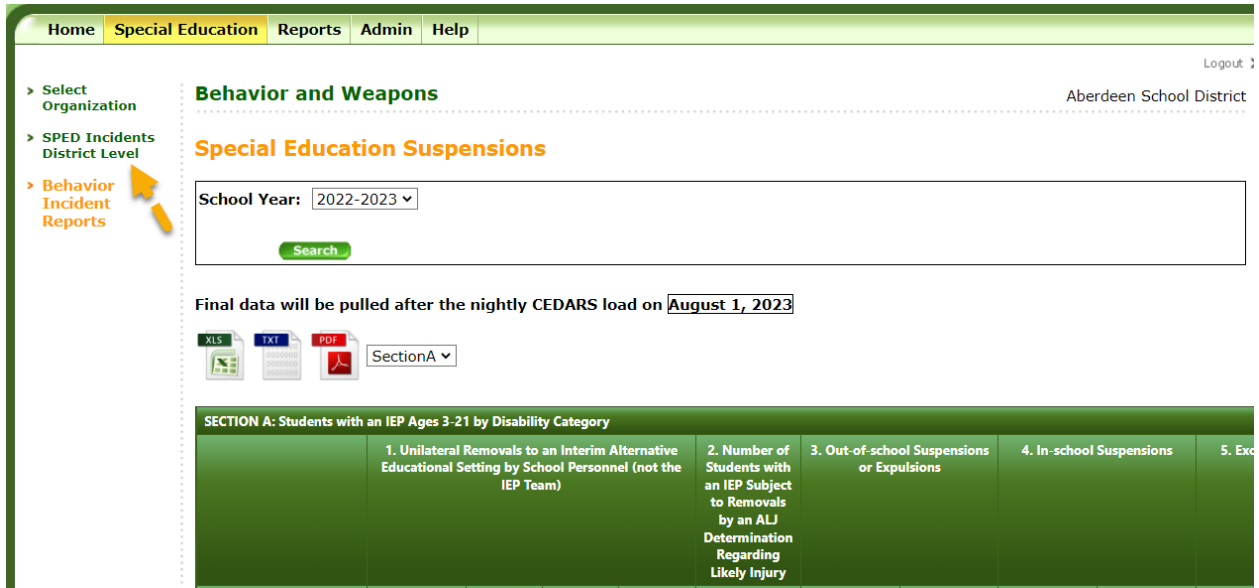 Home Special Education Reports Admin Help
Logout
Select
Organization
SPED Incidents
District Level
Behavior
Incident
Reports
Behavior and Weapons
Aberdeen School District
Special Education Suspensions
School Year: 2022-2023
Search
Final data will be pulled after the nightly CEDARS load on August 1, 2023
XLS TXT PDF
SectionA
SECTION A: Students with an IEP Ages 3-21 by Disability Category
1. Unilateral Removals to an Interim Alternative
Educational Setting by School Personnel (not the
IEP Team)
2. Number of
Students with
an IEP Subject
to Removals
by an ALJ
Determination
Regarding
Likely Injury
3. Out-of-school Suspensions
or Expulsions
4. In-school Suspensions
5. Exc